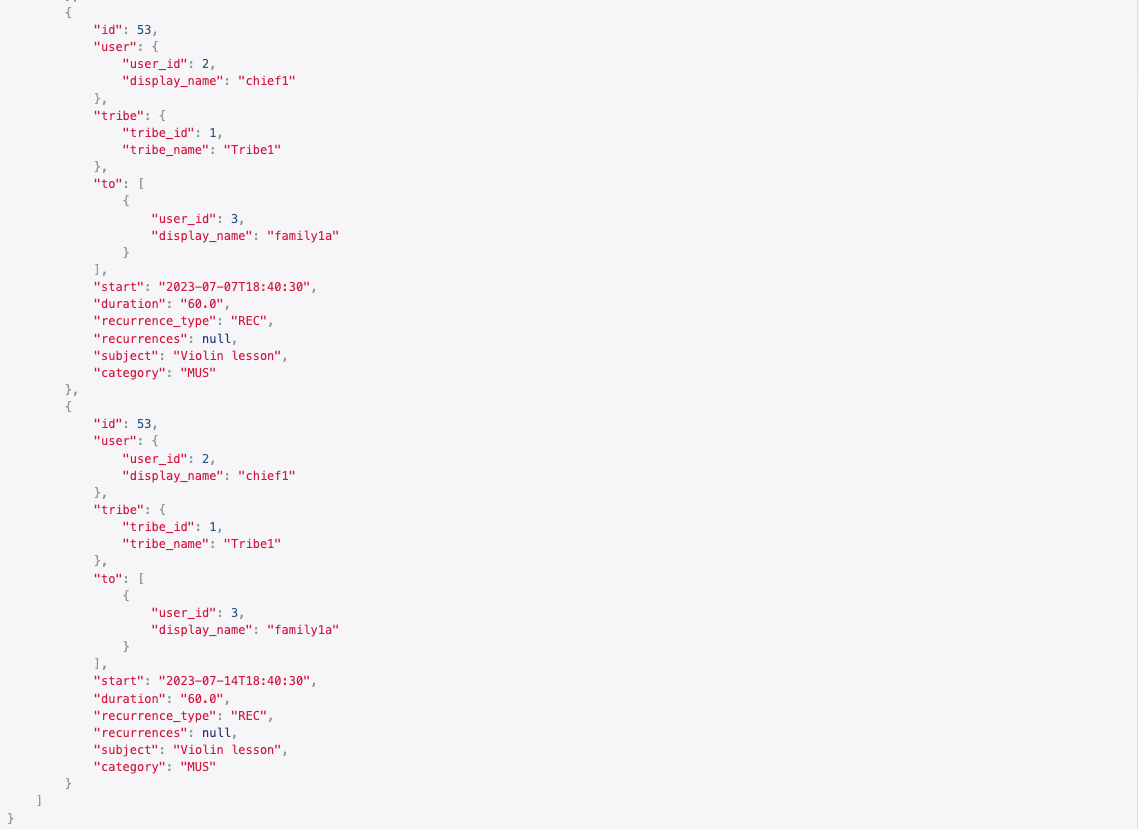 {
"id": 53,
"user": {
"user_id": 2,
"display_name": "chief1"
},
"tribe": {
"tribe_id": 1,
"tribe_name": "Tribe1"
},
"to": [
{
"user_id": 3,
"display_name": "family1a"
}
],
"start": "2023-07-07T18:40:30",
"duration": "60.0",
"recurrence_type": "REC",
"recurrences": null,
"subject": "Violin lesson",
"category": "MUS"
},
{
"id": 53,
"user": {
"user_id": 2,
"display_name": "chief1"
},
"tribe": {
"tribe_id": 1,
"tribe_name": "Tribe1"
},
"to": [
{
"user_id": 3,
"display_name": "family1a"
}
],
"start": "2023-07-14T18:40:30",
"duration": "60.0",
"recurrence_type": "REC",
"recurrences": null,
"subject": "Violin lesson",
"category": "MUS"
}
]
}